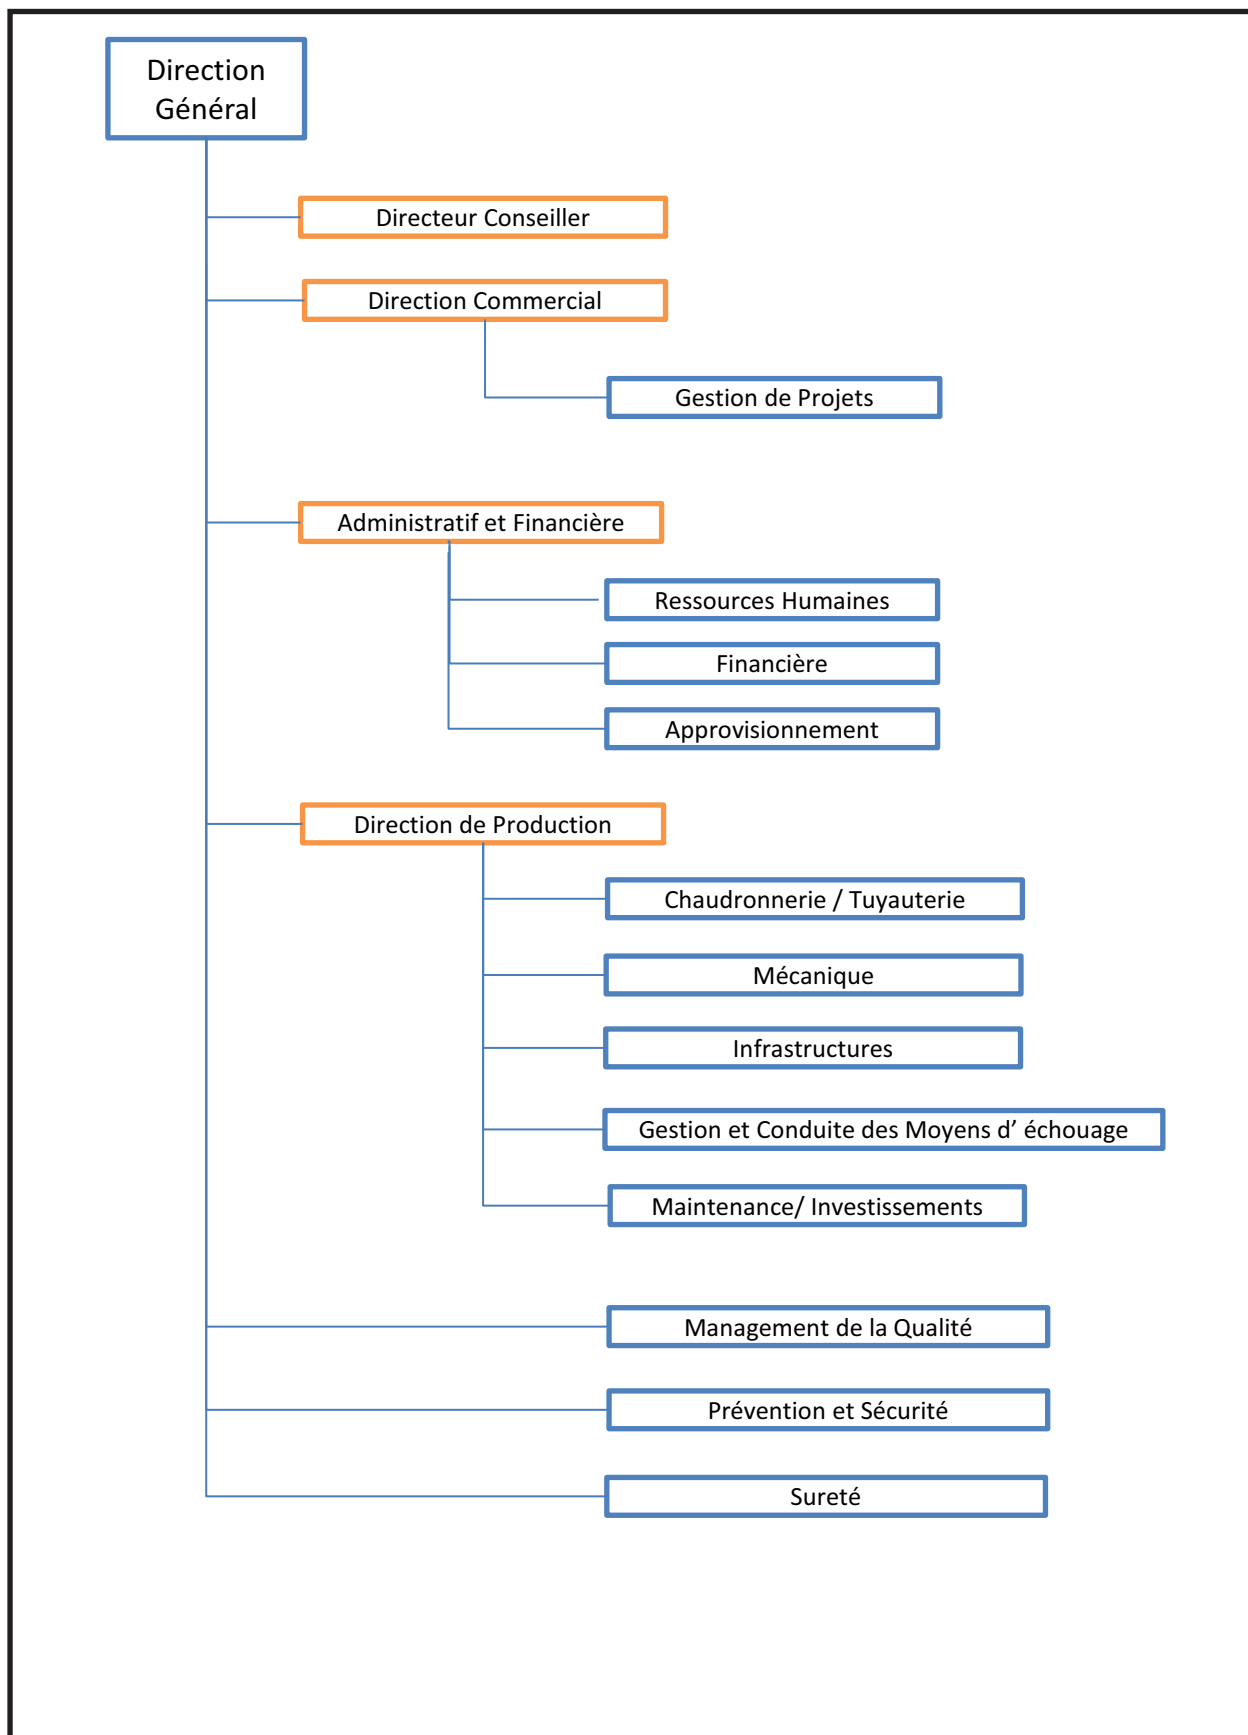 Direction
Général
Directeur Conseiller
Direction Commercial
Gestion de Projets
Administratif et Financière
Ressources Humaines
Financière
Approvisionnement
Direction de Production
Chaudronnerie / Tuyauterie
Mécanique
Infrastructures
Gestion et Conduite des Moyens d’ échouage
Maintenance/ Investissements
Management de la Qualité
Prévention et Sécurité
Sureté